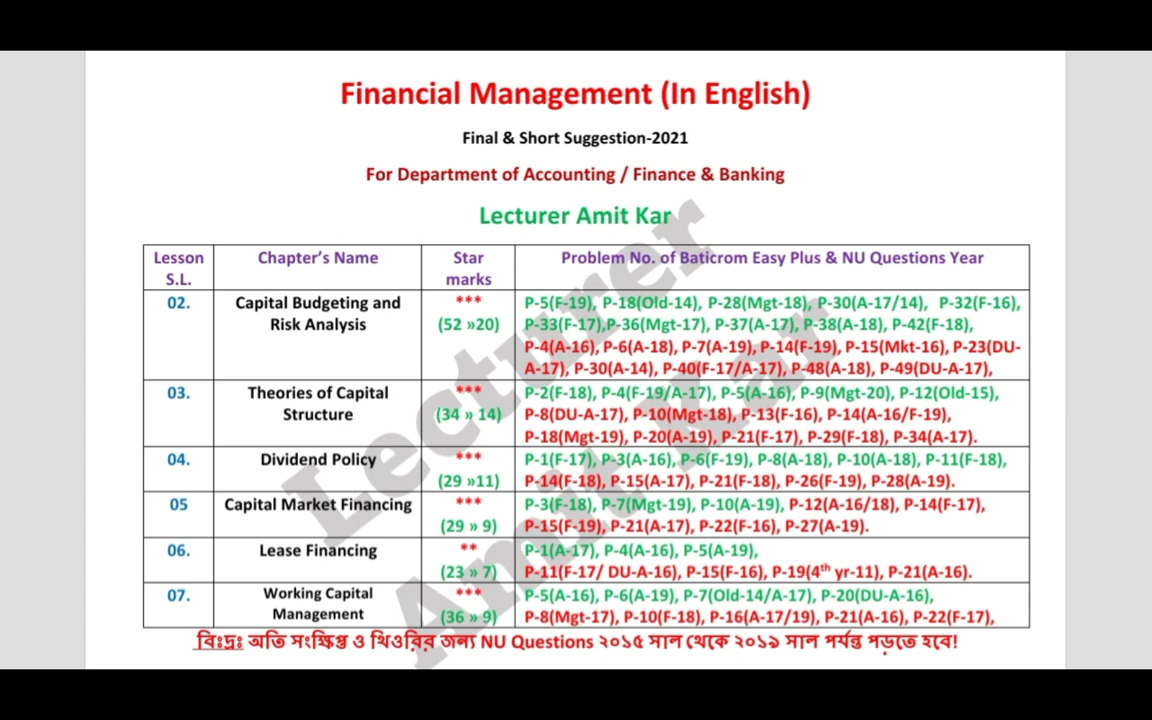 Financial Management (In English)
Final & Short Suggestion-2021
For Department of Accounting / Finance & Banking
Lecturer Amit Kar
Lesson S.L. Chapter's Name Star marks Problem No. of Baticrom Easy Plus & NU Questions Year
02. Capital Budgeting and Risk Analysis *** (52 »20) P-5(F-19), P-18(Old-14), P-28(Mgt-18), P-30(A-17/14), P-32(F-16),
P-33(F-17),P-36(Mgt-17), P-37(A-17), P-38(A-18), P-42(F-18),
P-4(A-16), P-6(A-18), P-7(A-19), P-14(F-19), P-15(Mkt-16), P-23(DU-
A-17), P-30(A-14), P-40(F-17/A-17), P-48(A-18), P-49(DU-A-17),
03. Theories of Capital Structure *** (34 » 14) P-2(F-18), P-4(F-19/A-17), P-5(A-16), P-9(Mgt-20), P-12(Old-15),
P-8(DU-A-17), P-10(Mgt-18), P-13(F-16), P-14(A-16/F-19),
P-18(Mgt-19), P-20(A-19), P-21(F-17), P-29(F-18), P-34(A-17).
04. Dividend Policy *** (29 »11) P-1(F-17), P-3(A-16), P-6(F-19), P-8(A-18), P-10(A-18), P-11(F-18),
P-14(F-18), P-15(A-17), P-21(F-18), P-26(F-19), P-28(A-19).
05 Capital Market Financing *** (29 » 9) P-3(F-18), P-7(Mgt-19), P-10(A-19), P-12(A-16/18), P-14(F-17),
P-15(F-19), P-21(A-17), P-22(F-16), P-27(A-19).
06. Lease Financing ** (23 » 7) P-1(A-17), P-4(A-16), P-5(A-19),
P-11(F-17/ DU-A-16), P-15(F-16), P-19(4th yr-11), P-21(A-16).
07. Working Capital Management *** (36 » 9) P-5(A-16), P-6(A-19), P-7(Old-14/A-17), P-20(DU-A-16),
P-8(Mgt-17), P-10(F-18), P-16(A-17/19), P-21(A-16), P-22(F-17),
বিঃদ্রঃ অতি সংক্ষিপ্ত ও থিওরির জন্য NU Questions ২০১৫ সাল থেকে ২০১৯ সাল পর্যন্ত পড়তে হবে!
Lecturer
Amit Kar